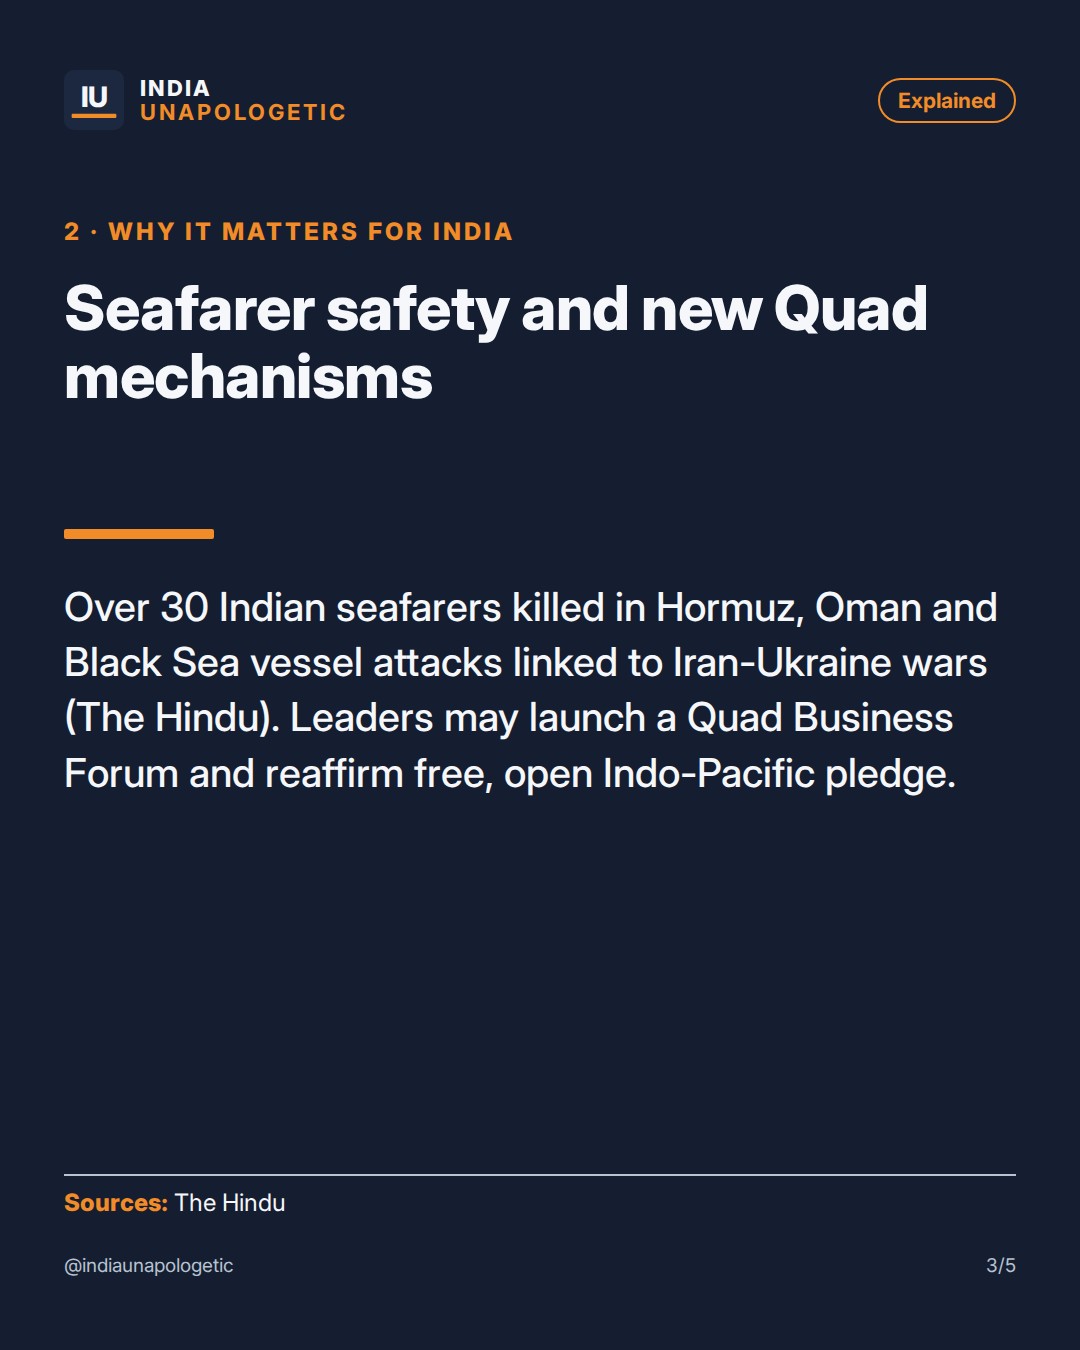 IU
INDIA
UNAPOLOGETIC
Explained
2 · WHY IT MATTERS FOR INDIA
Seafarer safety and new Quad
mechanisms
Over 30 Indian seafarers killed in Hormuz, Oman and
Black Sea vessel attacks linked to Iran-Ukraine wars
(The Hindu). Leaders may launch a Quad Business
Forum and reaffirm free, open Indo-Pacific pledge.
Sources: The Hindu
@indiaunapologetic
3/5